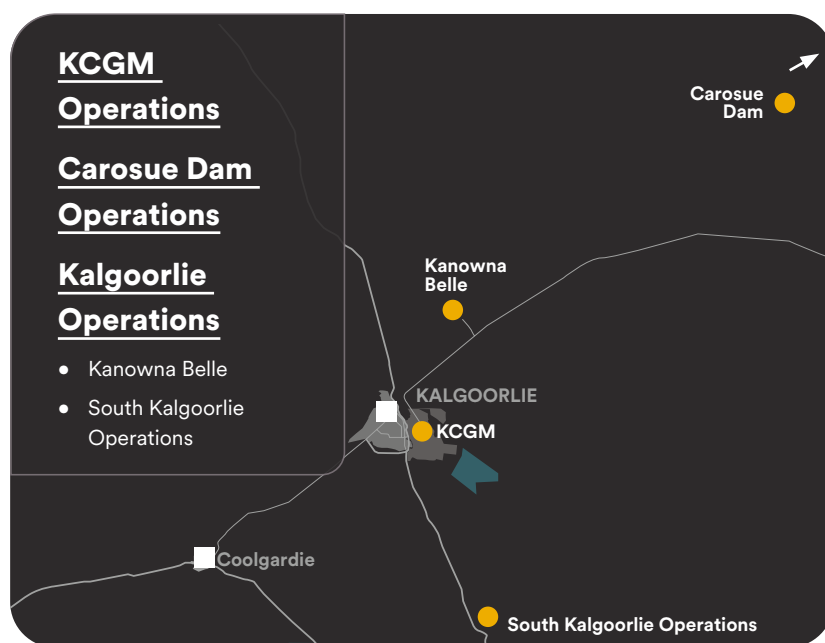 KCGM
Operations
Carosue Dam
Operations
Kalgoorlie
Operations
● Kanowna Belle
● South Kalgoorlie
Operations
Carosue
Dam
Kanowna
Belle
KALGOORLIE
KCGM
Coolgardie
South Kalgoorlie Operations